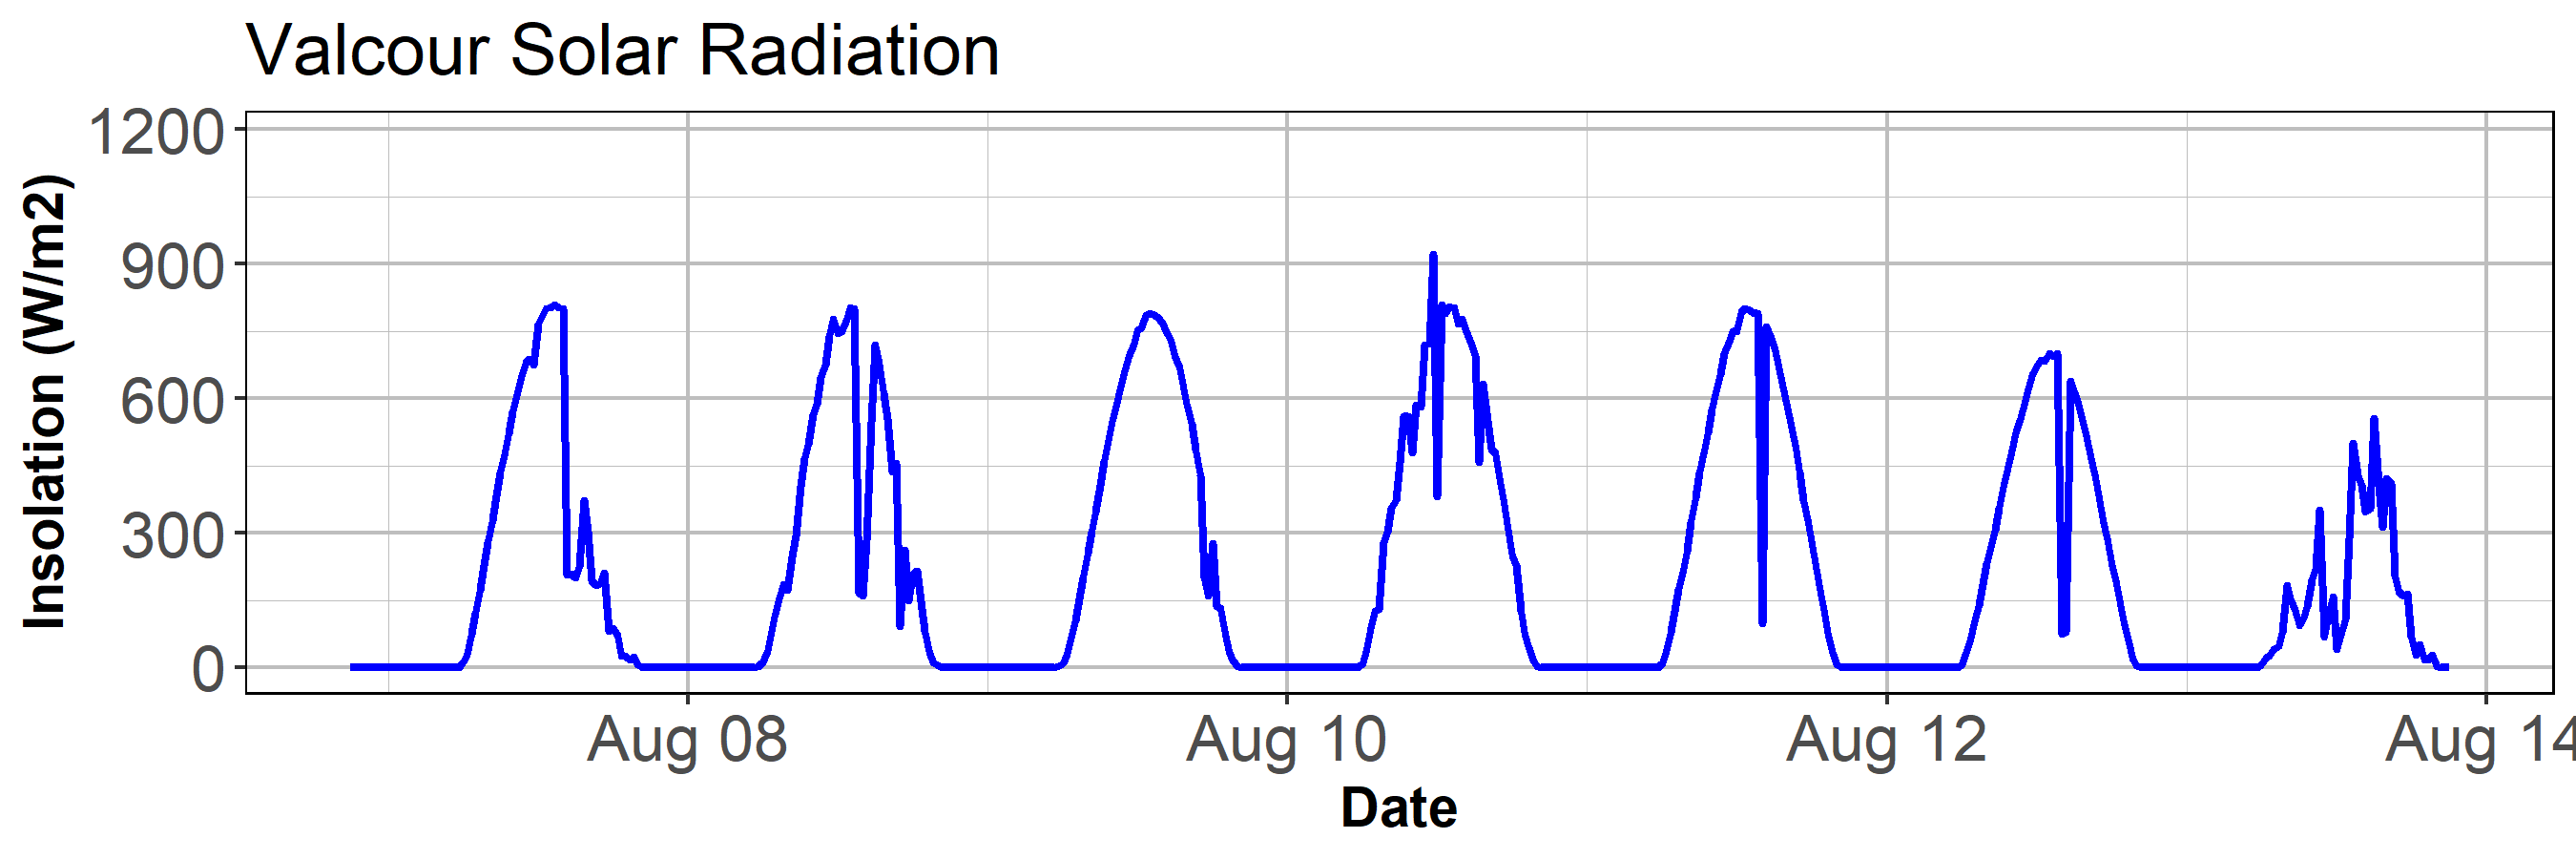 Valcour Solar Radiation
1200
900
600
300
0
Insolation (W/m2)
Aug 08 Aug 10 Aug 12 Aug 14
Date